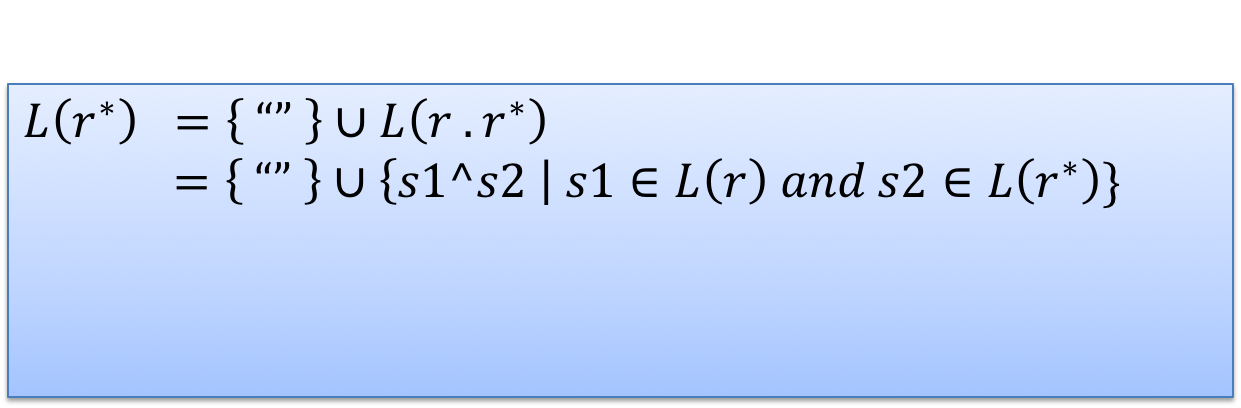 L(r*) = { “” } ∪ L(r . r*)
= { “” } ∪ {s1^s2 | s1 ∈ L(r) and s2 ∈ L(r*)}